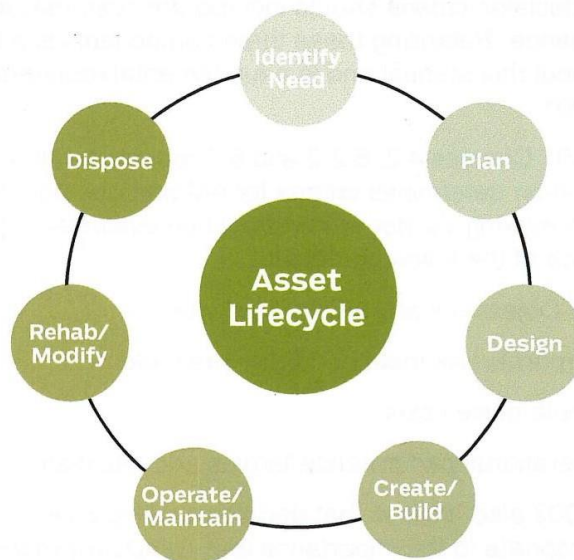 Identify
Need
Plan
Design
Create/
Build
Operate/
Maintain
Rehab/
Modify
Dispose
Asset
Lifecycle